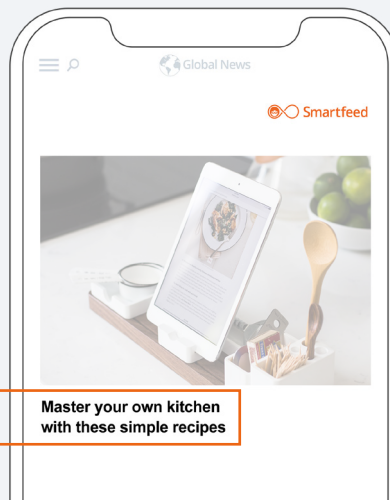 Global News
Smartfeed
Master your own kitchen
with these simple recipes